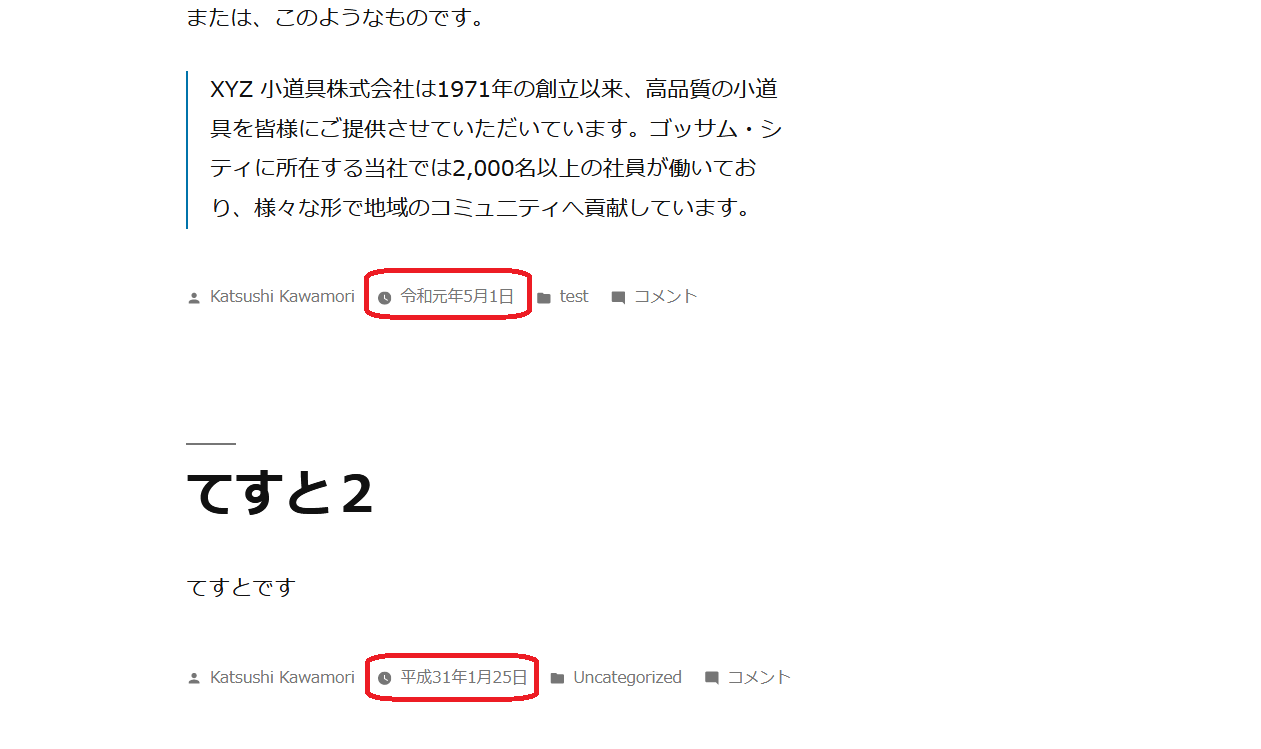 または、このようなものです。
XYZ 小道具株式会社は1971年の創立以来、高品質の小道
具を皆様にご提供させていただいています。ゴッサム・シ
ティに所在する当社では2,000名以上の社員が働いてお
り、様々な形で地域のコミュニティへ貢献しています。
Katsushi Kawamori 令和元年5月1日 test コメント
てすと２
てすとです
Katsushi Kawamori 平成31年1月25日 Uncategorized コメント